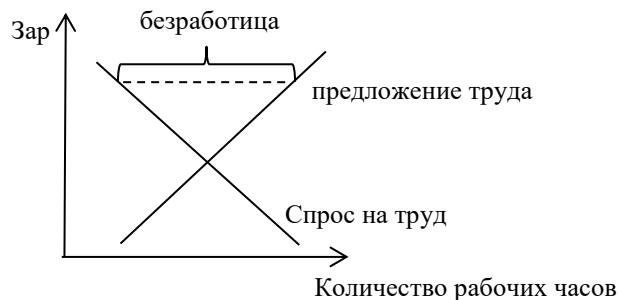 Зар
безработица
предложение труда
Спрос на труд
Количество рабочих часов